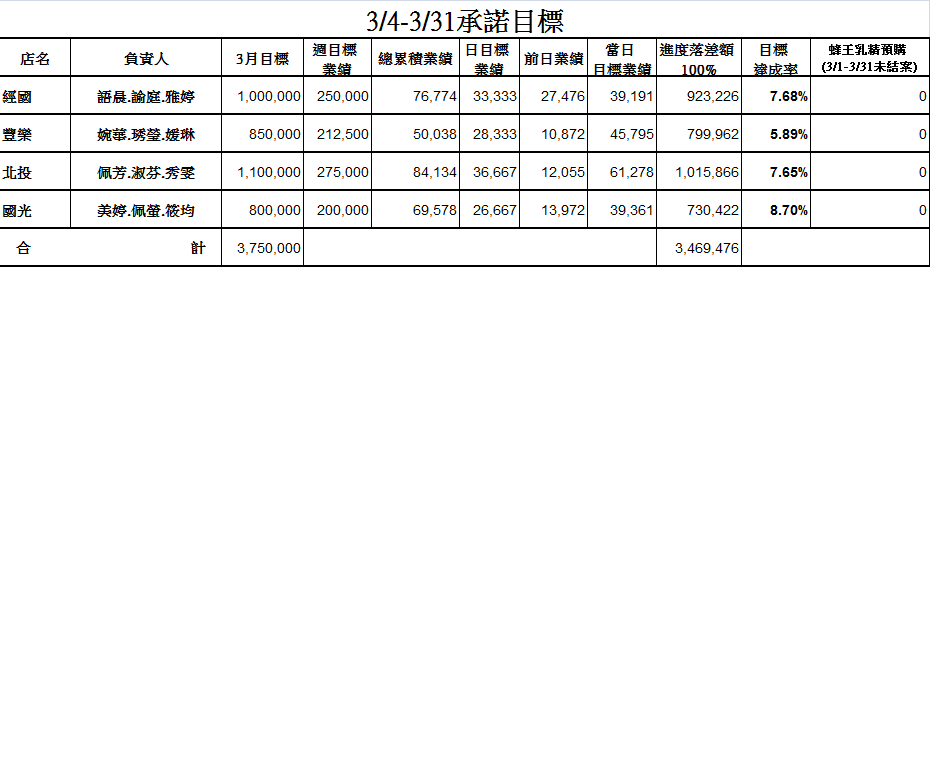 3/4-3/31承諾目標
店名 負責人 3月目標 週目標業績 總累積業績 日目標業績 前日業績 當日目標業績 進度落差額100% 目標達成率 蜂王乳精預購(3/1-3/31未結案)
經國 語晨.諭庭.雅婷 1,000,000 250,000 76,774 33,333 27,476 39,191 923,226 7.68% 0
豐樂 婉華.琇瑩.媛琳 850,000 212,500 50,038 28,333 10,872 45,795 799,962 5.89% 0
北投 佩芳.淑芬.秀雯 1,100,000 275,000 84,134 36,667 12,055 61,278 1,015,866 7.65% 0
國光 美婷.佩螢.筱均 800,000 200,000 69,578 26,667 13,972 39,361 730,422 8.70% 0
合 計 3,750,000 3,469,476